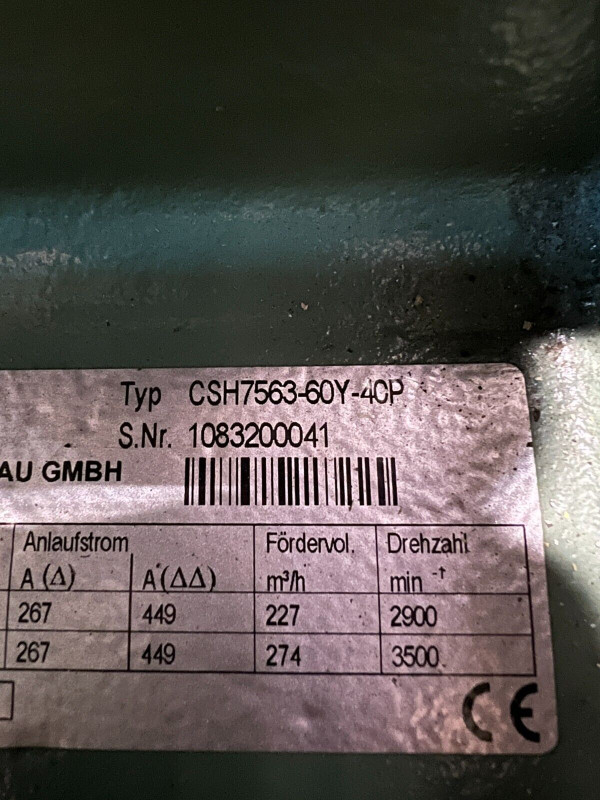 Typ CSH7563-60Y-40P
S.Nr. 1083200041
AU GMBH
Anlaufstrom Fördervol. Drehzahl
A (Δ) A (ΔΔ) m³/h min -1
267 449 227 2900
267 449 274 3500
CE